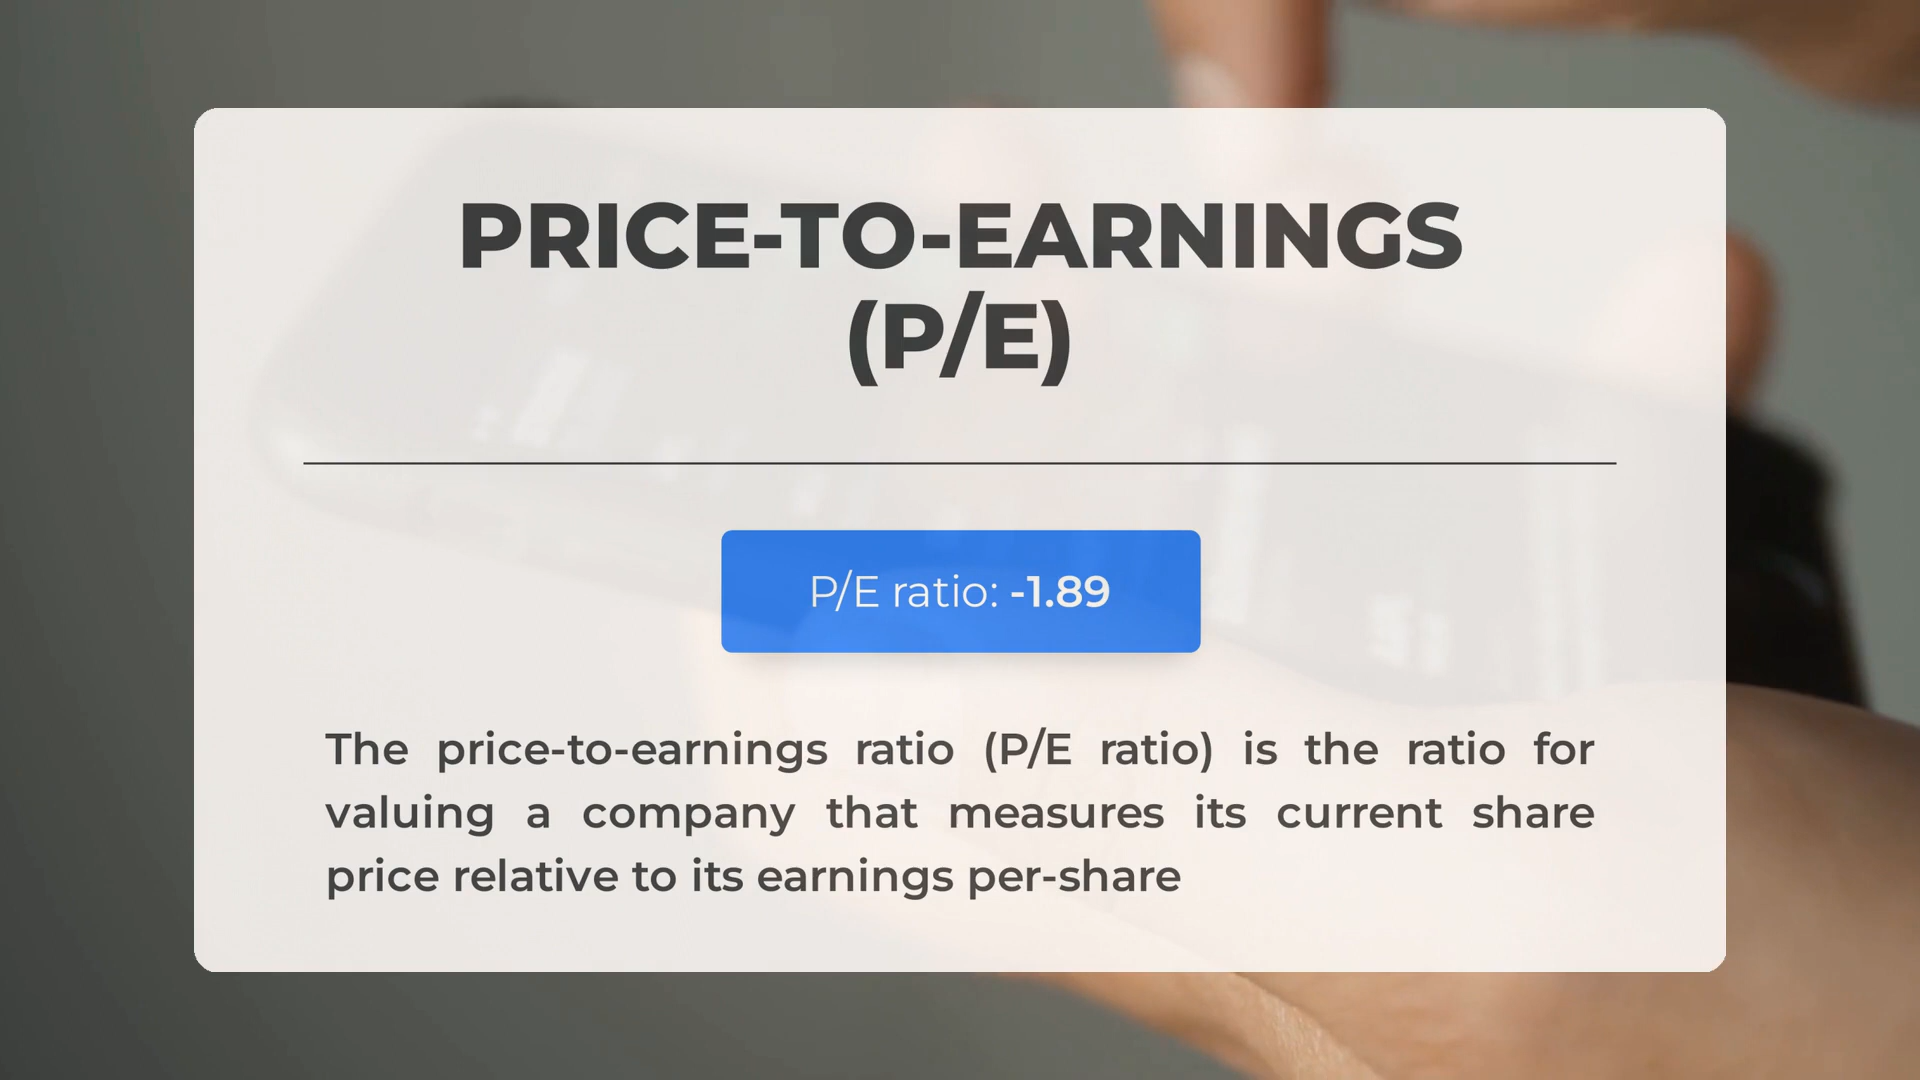 PRICE-TO-EARNINGS
(P/E)
P/E ratio: -1.89
The price-to-earnings ratio (P/E ratio) is the ratio for
valuing a company that measures its current share
price relative to its earnings per-share